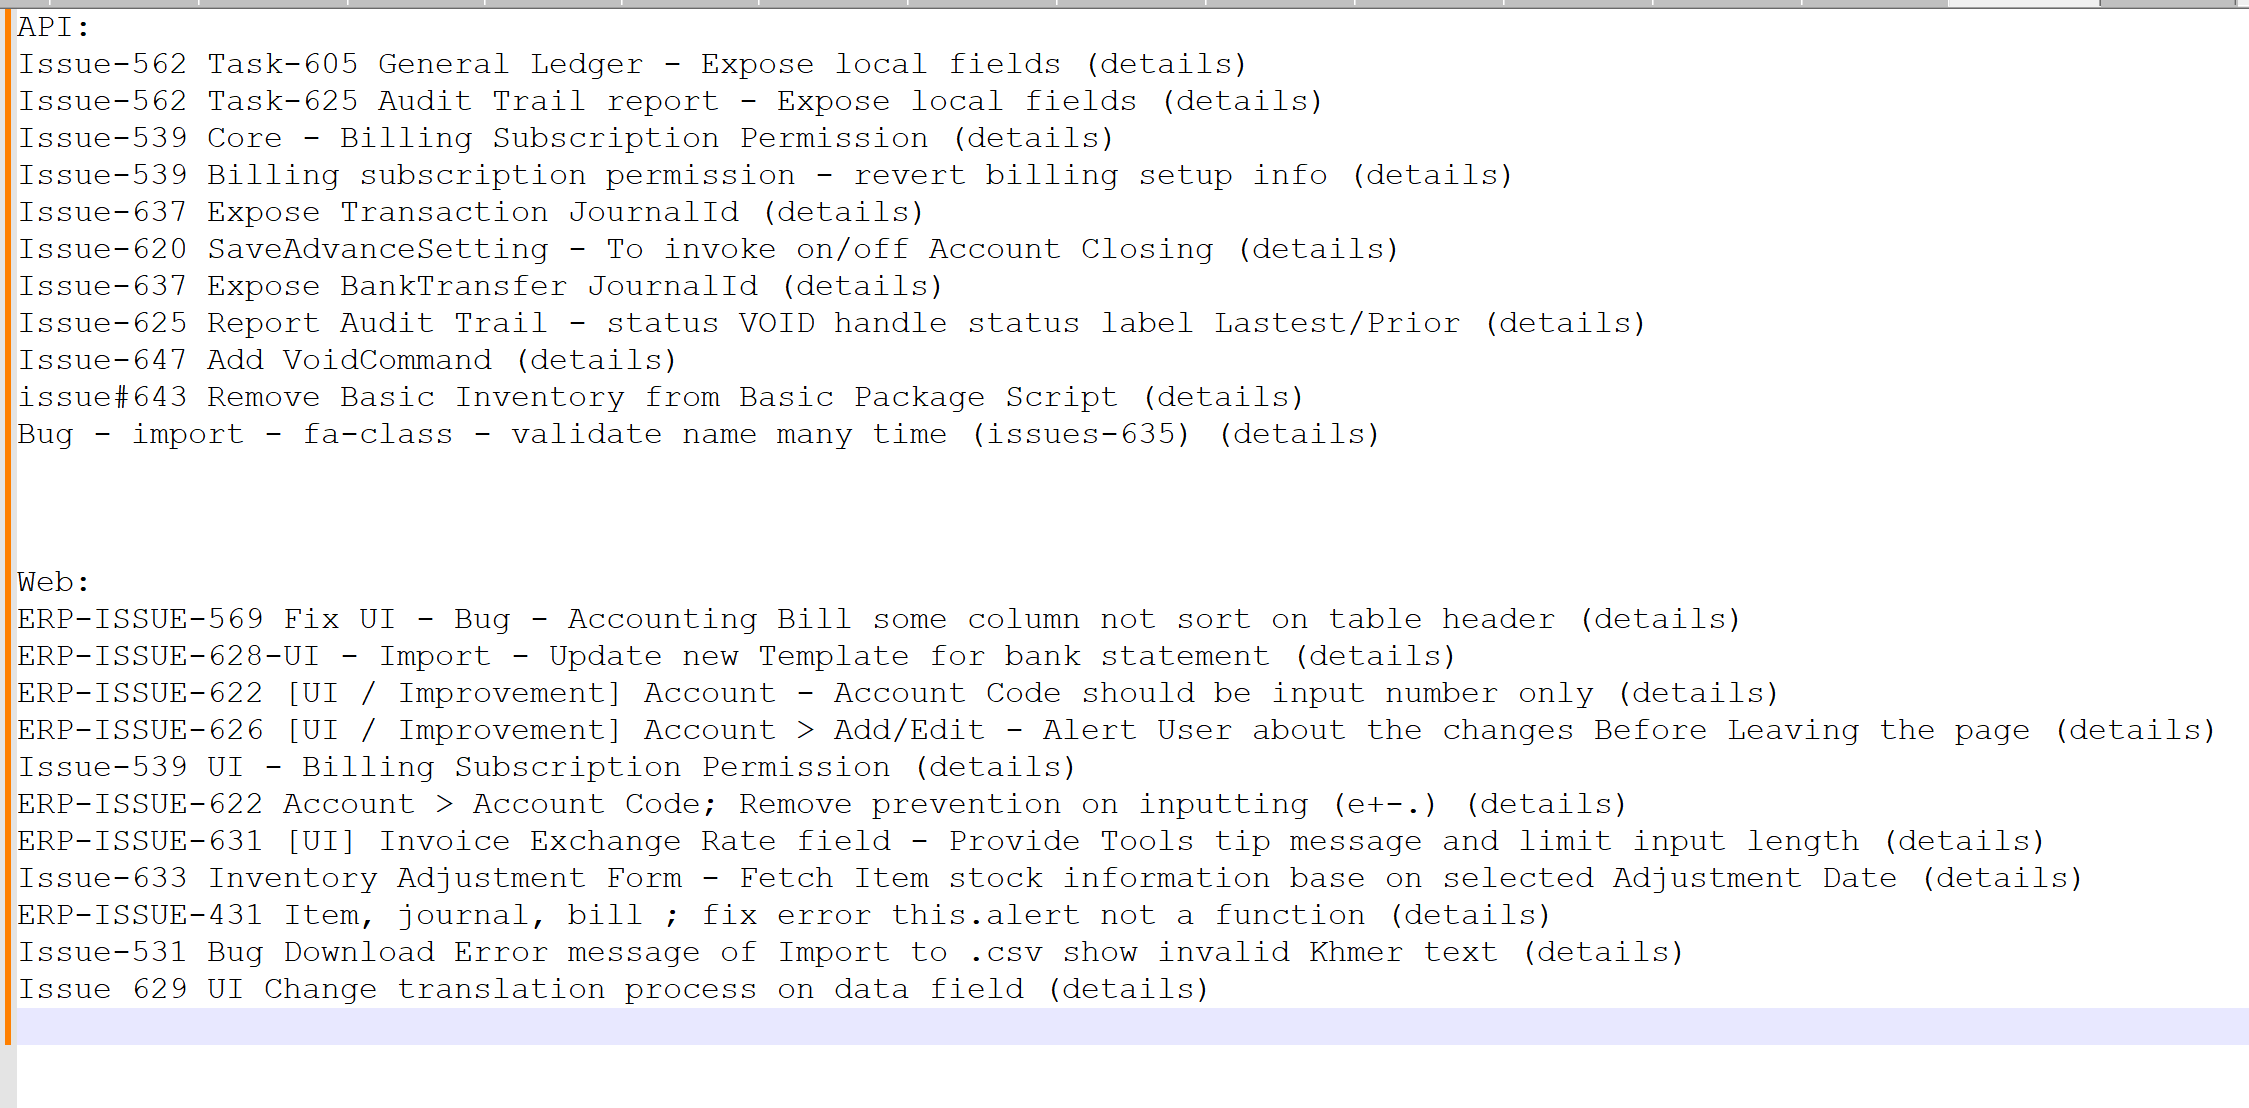 API:
Issue-562 Task-605 General Ledger - Expose local fields (details)
Issue-562 Task-625 Audit Trail report - Expose local fields (details)
Issue-539 Core - Billing Subscription Permission (details)
Issue-539 Billing subscription permission - revert billing setup info (details)
Issue-637 Expose Transaction JournalId (details)
Issue-620 SaveAdvanceSetting - To invoke on/off Account Closing (details)
Issue-637 Expose BankTransfer JournalId (details)
Issue-625 Report Audit Trail - status VOID handle status label Lastest/Prior (details)
Issue-647 Add VoidCommand (details)
issue#643 Remove Basic Inventory from Basic Package Script (details)
Bug - import - fa-class - validate name many time (issues-635) (details)
Web:
ERP-ISSUE-569 Fix UI - Bug - Accounting Bill some column not sort on table header (details)
ERP-ISSUE-628-UI - Import - Update new Template for bank statement (details)
ERP-ISSUE-622 [UI / Improvement] Account - Account Code should be input number only (details)
ERP-ISSUE-626 [UI / Improvement] Account > Add/Edit - Alert User about the changes Before Leaving the page (details)
Issue-539 UI - Billing Subscription Permission (details)
ERP-ISSUE-622 Account > Account Code; Remove prevention on inputting (e+-.) (details)
ERP-ISSUE-631 [UI] Invoice Exchange Rate field - Provide Tools tip message and limit input length (details)
Issue-633 Inventory Adjustment Form - Fetch Item stock information base on selected Adjustment Date (details)
ERP-ISSUE-431 Item, journal, bill ; fix error this.alert not a function (details)
Issue-531 Bug Download Error message of Import to .csv show invalid Khmer text (details)
Issue 629 UI Change translation process on data field (details)